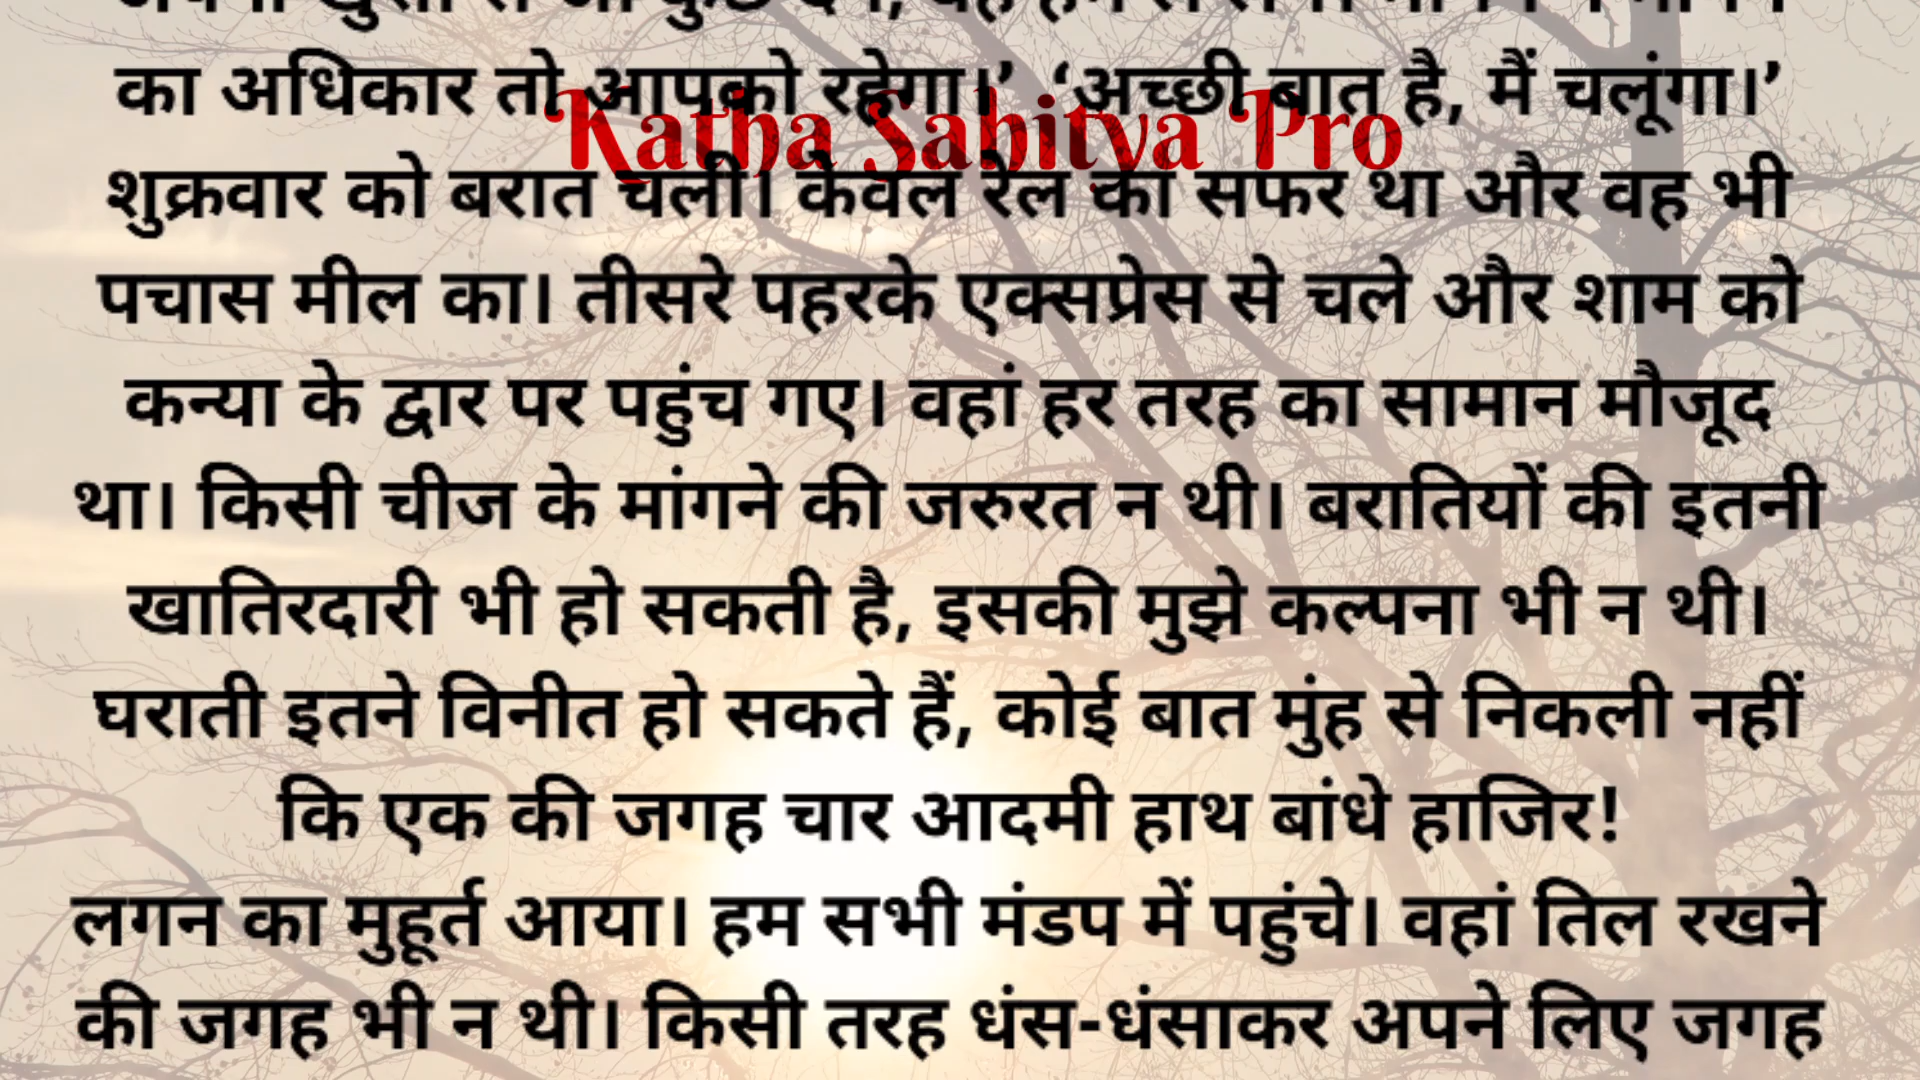 का अधिकार तो आपको रहेगा।’ ‘अच्छी बात है, मैं चलूंगा।’
Katha Sahitya Pro
शुक्रवार को बरात चली। केवल रेल का सफर था और वह भी
पचास मील का। तीसरे पहरके एक्सप्रेस से चले और शाम को
कन्या के द्वार पर पहुंच गए। वहां हर तरह का सामान मौजूद
था। किसी चीज के मांगने की जरुरत न थी। बरातियों की इतनी
खातिरदारी भी हो सकती है, इसकी मुझे कल्पना भी न थी।
घराती इतने विनीत हो सकते हैं, कोई बात मुंह से निकली नहीं
कि एक की जगह चार आदमी हाथ बांधे हाजिर!
लगन का मुहूर्त आया। हम सभी मंडप में पहुंचे। वहां तिल रखने
की जगह भी न थी। किसी तरह धंस-धंसाकर अपने लिए जगह